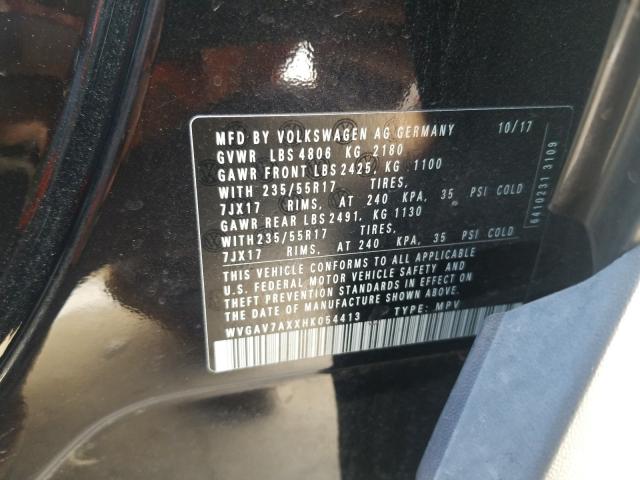 MFD BY VOLKSWAGEN AG GERMANY 10/17
GVWR LBS 4806 KG 2180
GAWR FRONT LBS 2425, KG 1100
WITH 235/55R17 TIRES,
7JX17 RIMS, AT 240 KPA, 35 PSI COLD
GAWR REAR LBS 2491, KG 1130
WITH 235/55R17 TIRES,
7JX17 RIMS, AT 240 KPA, 35 PSI COLD
THIS VEHICLE CONFORMS TO ALL APPLICABLE
U.S. FEDERAL MOTOR VEHICLE SAFETY AND
THEFT PREVENTION STANDARDS IN EFFECT ON
THE DATE OF MANUFACTURE SHOWN ABOVE.
WVGAV7AXXHK054413 TYPE: MPV
6410231 3109